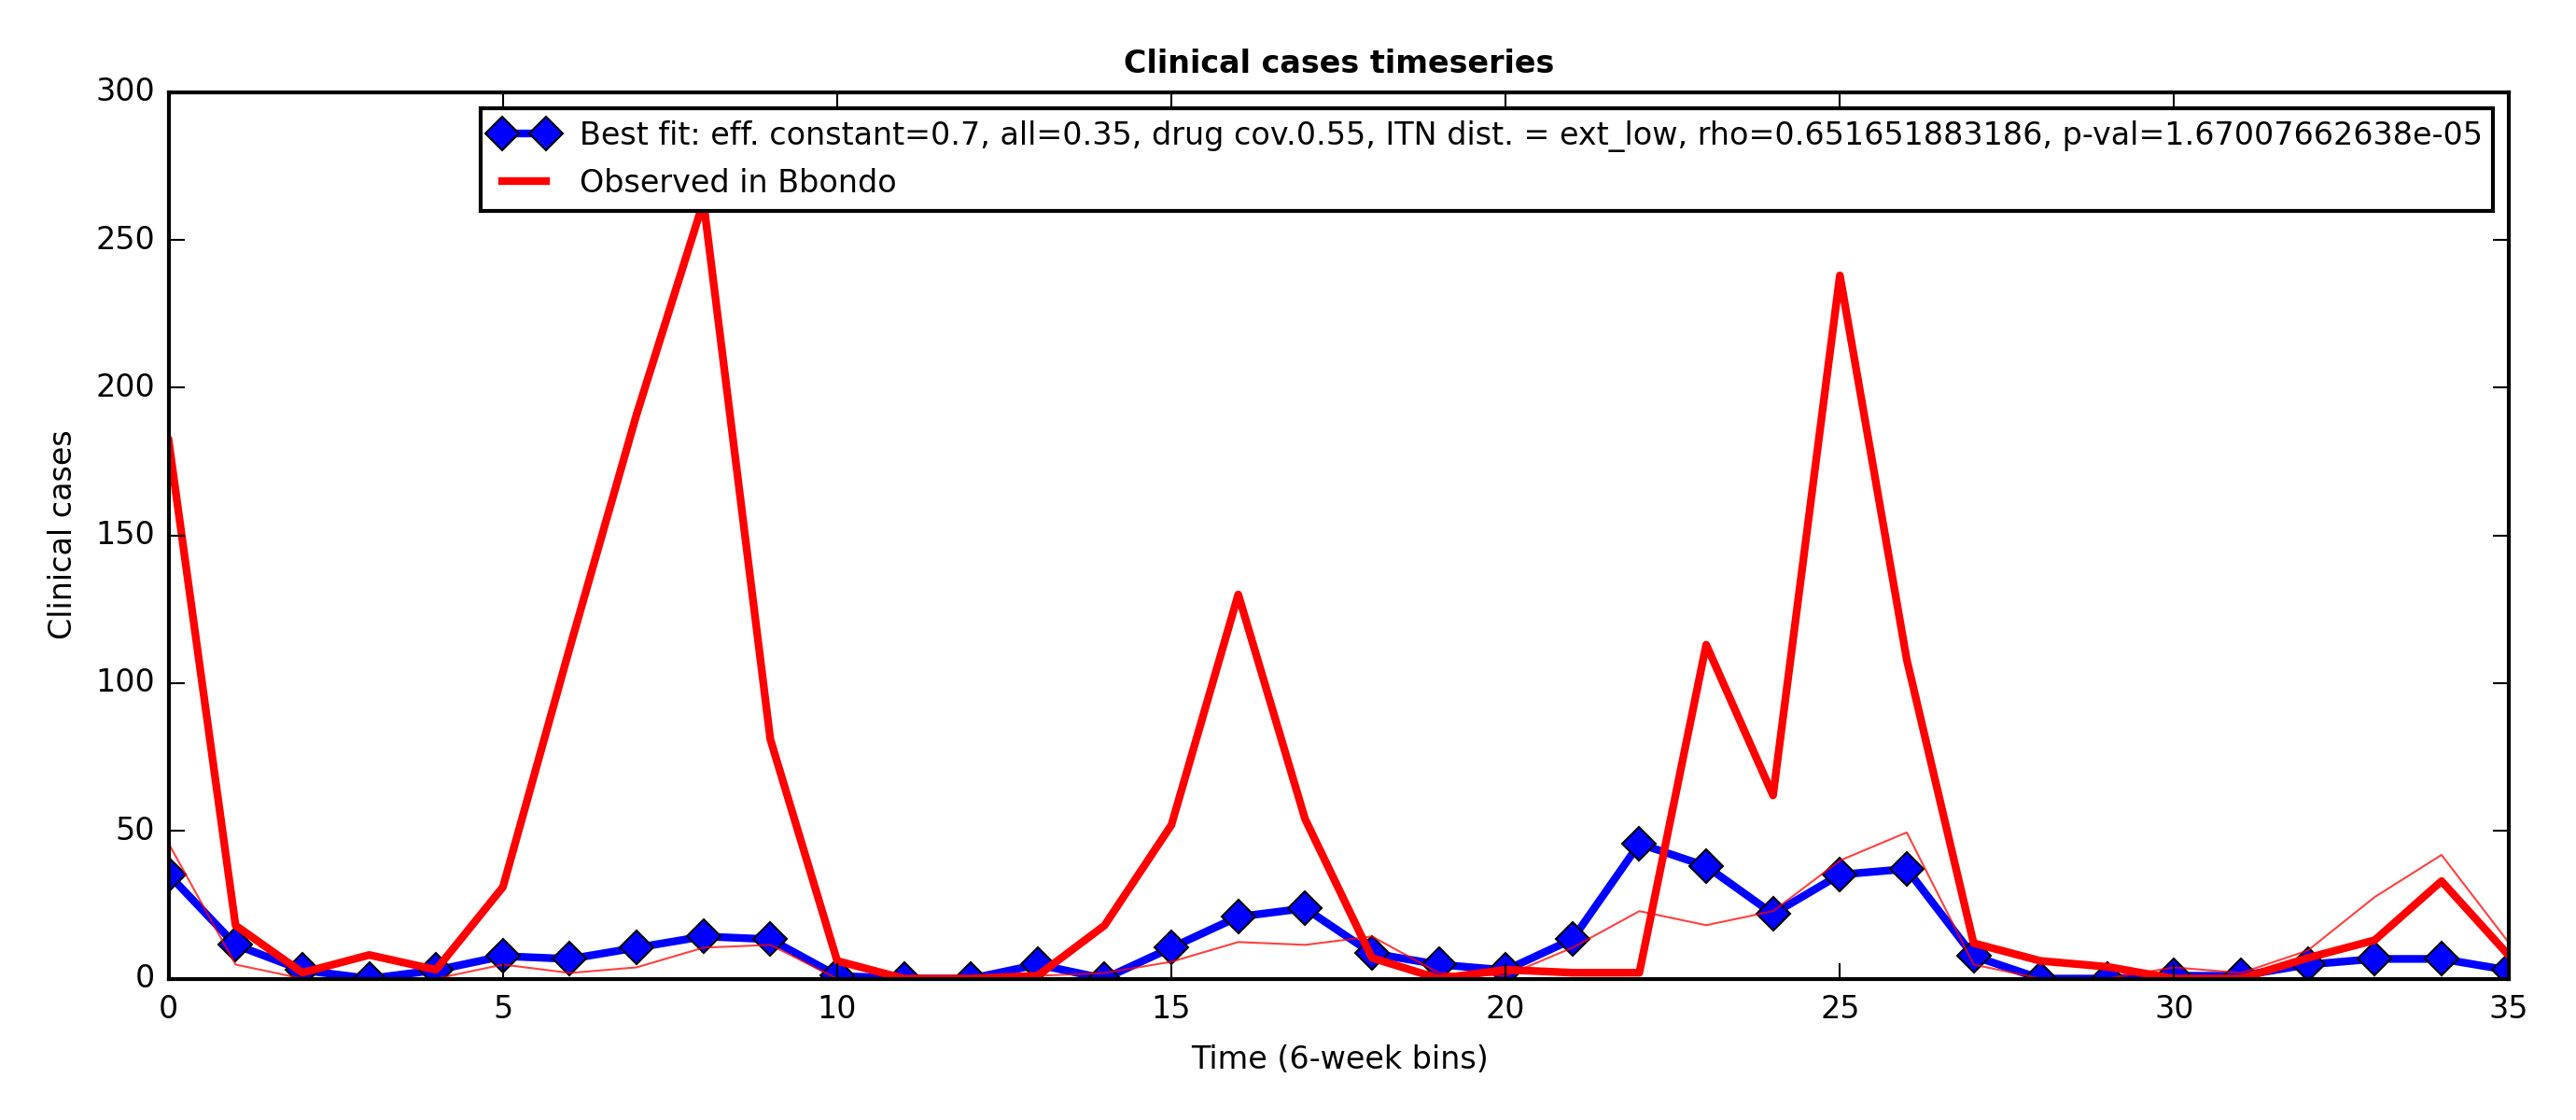 Clinical cases timeseries
300
250
200
150
100
50
0
Clinical cases
Best fit: eff. constant=0.7, all=0.35, drug cov.0.55, ITN dist. = ext_low, rho=0.651651883186, p-val=1.67007662638e-05
Observed in Bbondo
0 5 10 15 20 25 30 35
Time (6-week bins)